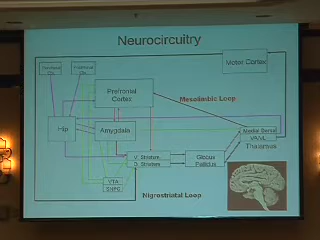 Neurocircuitry
Motor Cortex
Prefrontal
Cortex
Mesolimbic Loop
Hip
Amygdala
Medial Dorsal
VA/VL
Thalamus
V. Striatum
D. Striatum
Globus
Pallidus
VTA
SNPC
Nigrostriatal Loop